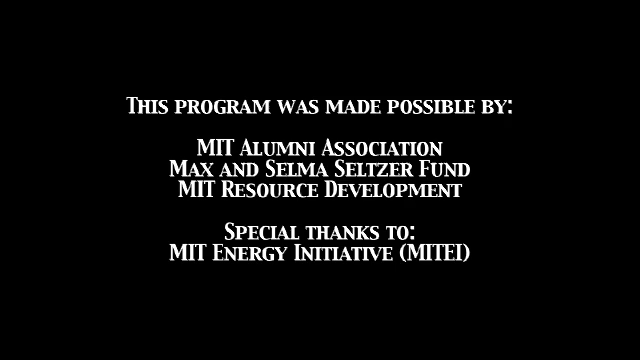 This program was made possible by:
MIT Alumni Association
Max and Selma Seltzer Fund
MIT Resource Development
Special thanks to:
MIT Energy Initiative (MITEI)